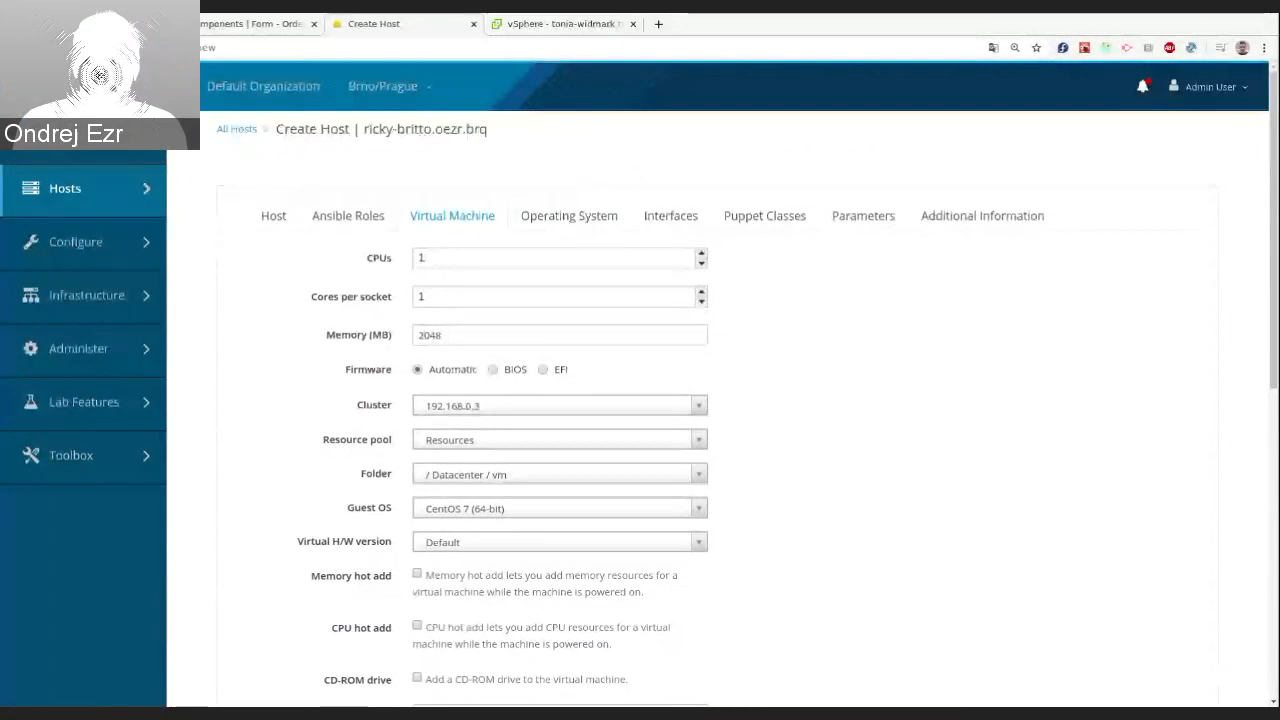 mponents | Form - Orde
Create Host
vSphere - tonia-widmark.t
Default Organization
Brno/Prague
Admin User
Ondrej Ezr
All Hosts » Create Host | ricky-britto.oezr.brq
Hosts
Configure
Infrastructure
Administer
Lab Features
Toolbox
Host
Ansible Roles
Virtual Machine
Operating System
Interfaces
Puppet Classes
Parameters
Additional Information
CPUs 1
Cores per socket 1
Memory (MB) 2048
Firmware Automatic BIOS EFI
Cluster 192.168.0.3
Resource pool Resources
Folder / Datacenter / vm
Guest OS CentOS 7 (64-bit)
Virtual H/W version Default
Memory hot add Memory hot add lets you add memory resources for a
virtual machine while the machine is powered on.
CPU hot add CPU hot add lets you add CPU resources for a virtual
machine while the machine is powered on.
CD-ROM drive Add a CD-ROM drive to the virtual machine.